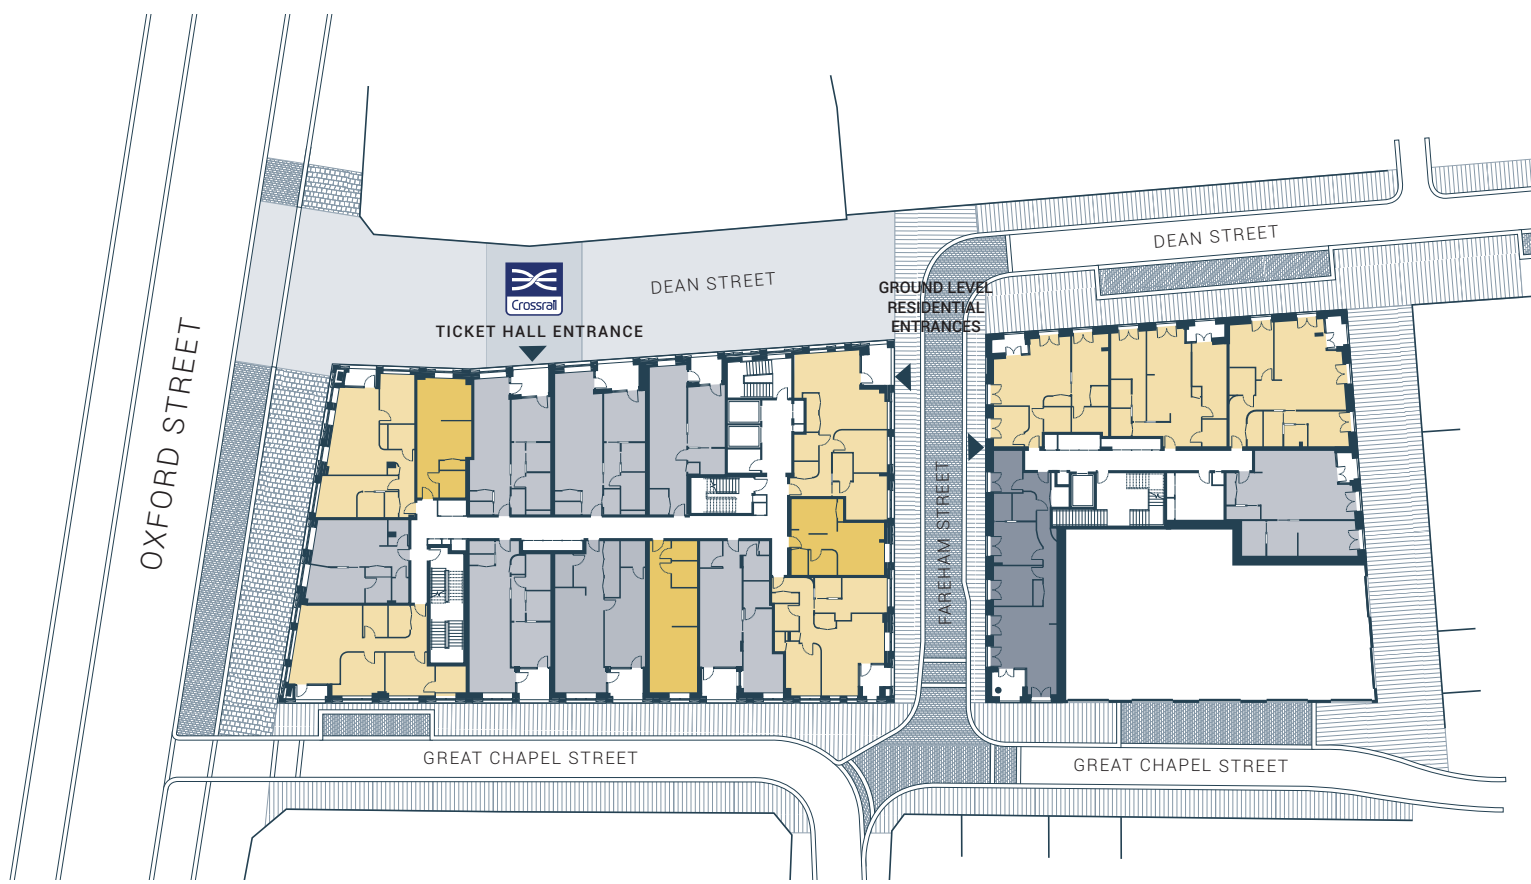 DEAN STREET
DEAN STREET
GROUND LEVEL
RESIDENTIAL
ENTRANCES
Crossrail
TICKET HALL ENTRANCE
OXFORD STREET
FAREHAM STREET
GREAT CHAPEL STREET
GREAT CHAPEL STREET